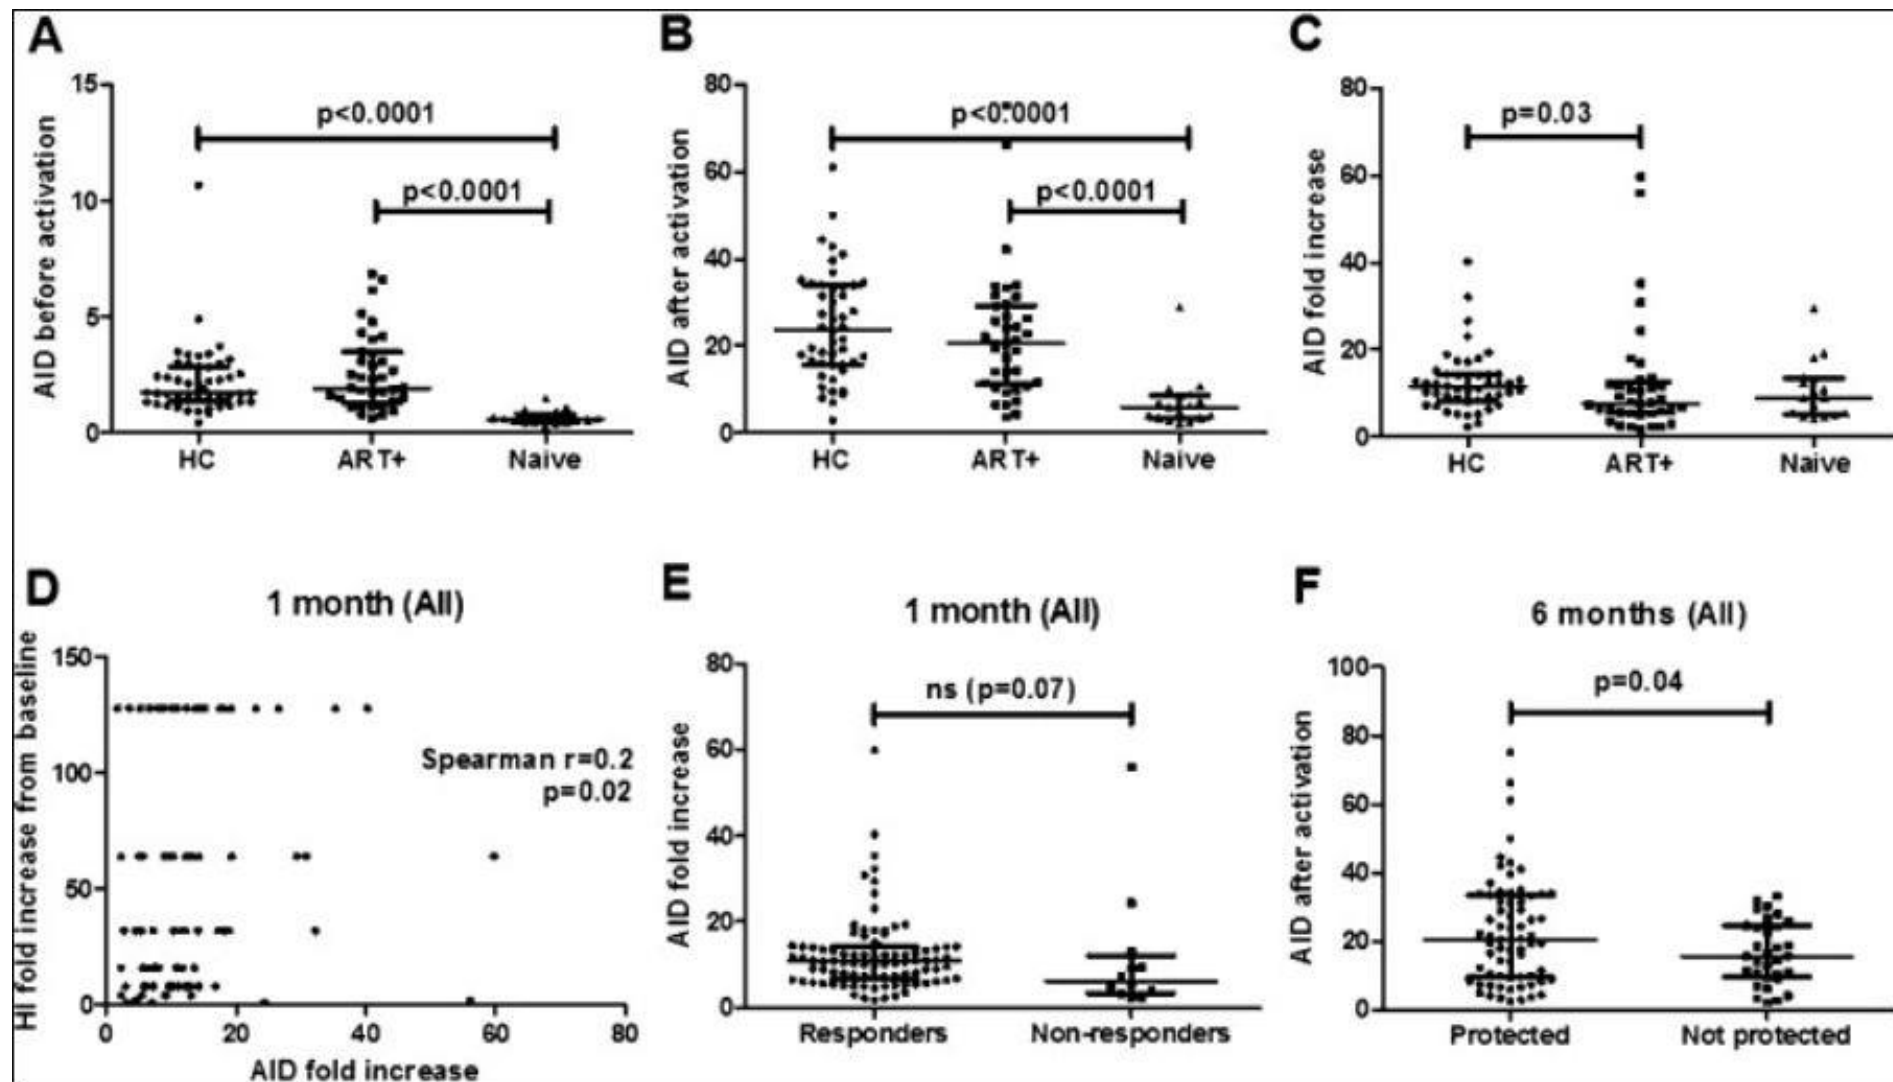 A
15
10
5
0
AID before activation
p<0.0001
p<0.0001
HC ART+ Naive
B
80
60
40
20
0
AID after activation
p<0.0001
p<0.0001
HC ART+ Naive
C
80
60
40
20
0
AID fold increase
p=0.03
HC ART+ Naive
D
1 month (All)
150
100
50
0
HI fold increase from baseline
Spearman r=0.2
p=0.02
0 20 40 60 80
AID fold increase
E
1 month (All)
80
60
40
20
0
AID fold increase
ns (p=0.07)
Responders Non-responders
F
6 months (All)
100
80
60
40
20
0
AID after activation
p=0.04
Protected Not protected